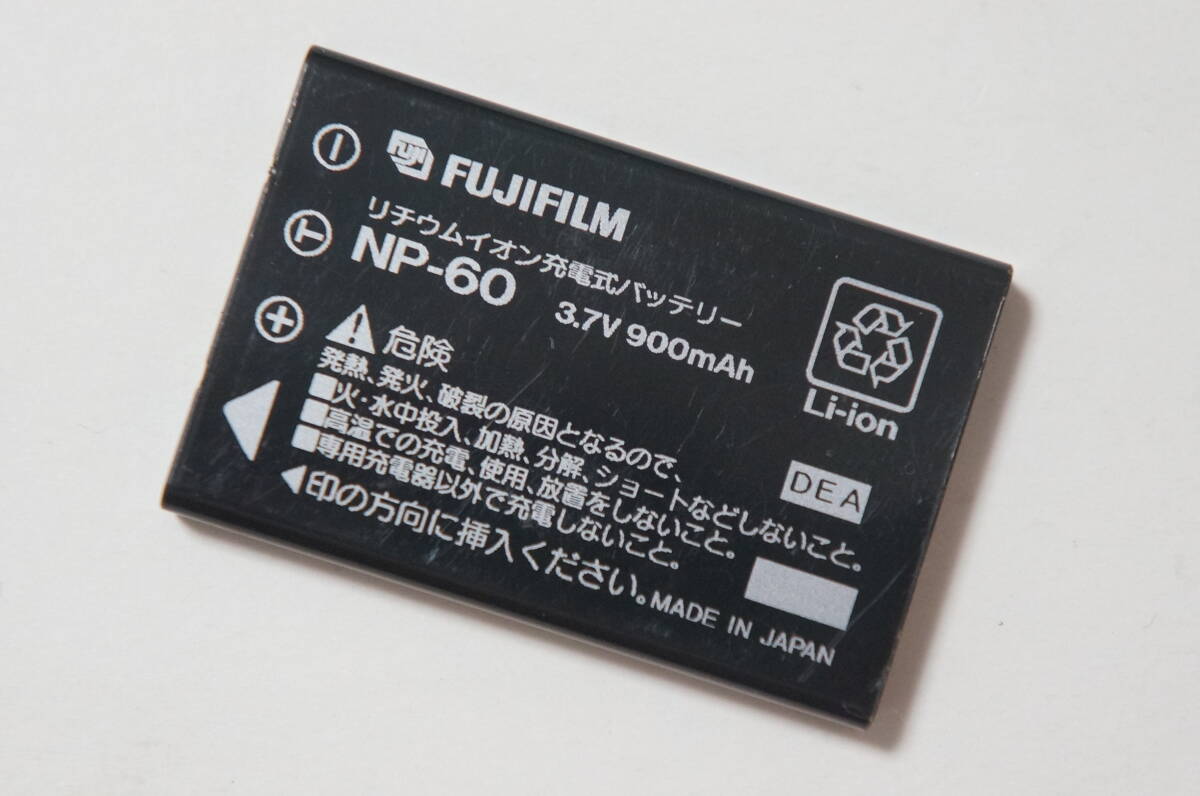 FUJI
FUJIFILM
リチウムイオン充電式バッテリー
NP-60 3.7V 900mAh
− T +
危険
発熱、発火、破裂の原因となるので、
■火・水中投入、加熱、分解、ショートなどしないこと。
■高温での充電、使用、放置をしないこと。
■専用充電器以外で充電しないこと。
◀印の方向に挿入ください。
Li-ion
DEA
MADE IN JAPAN